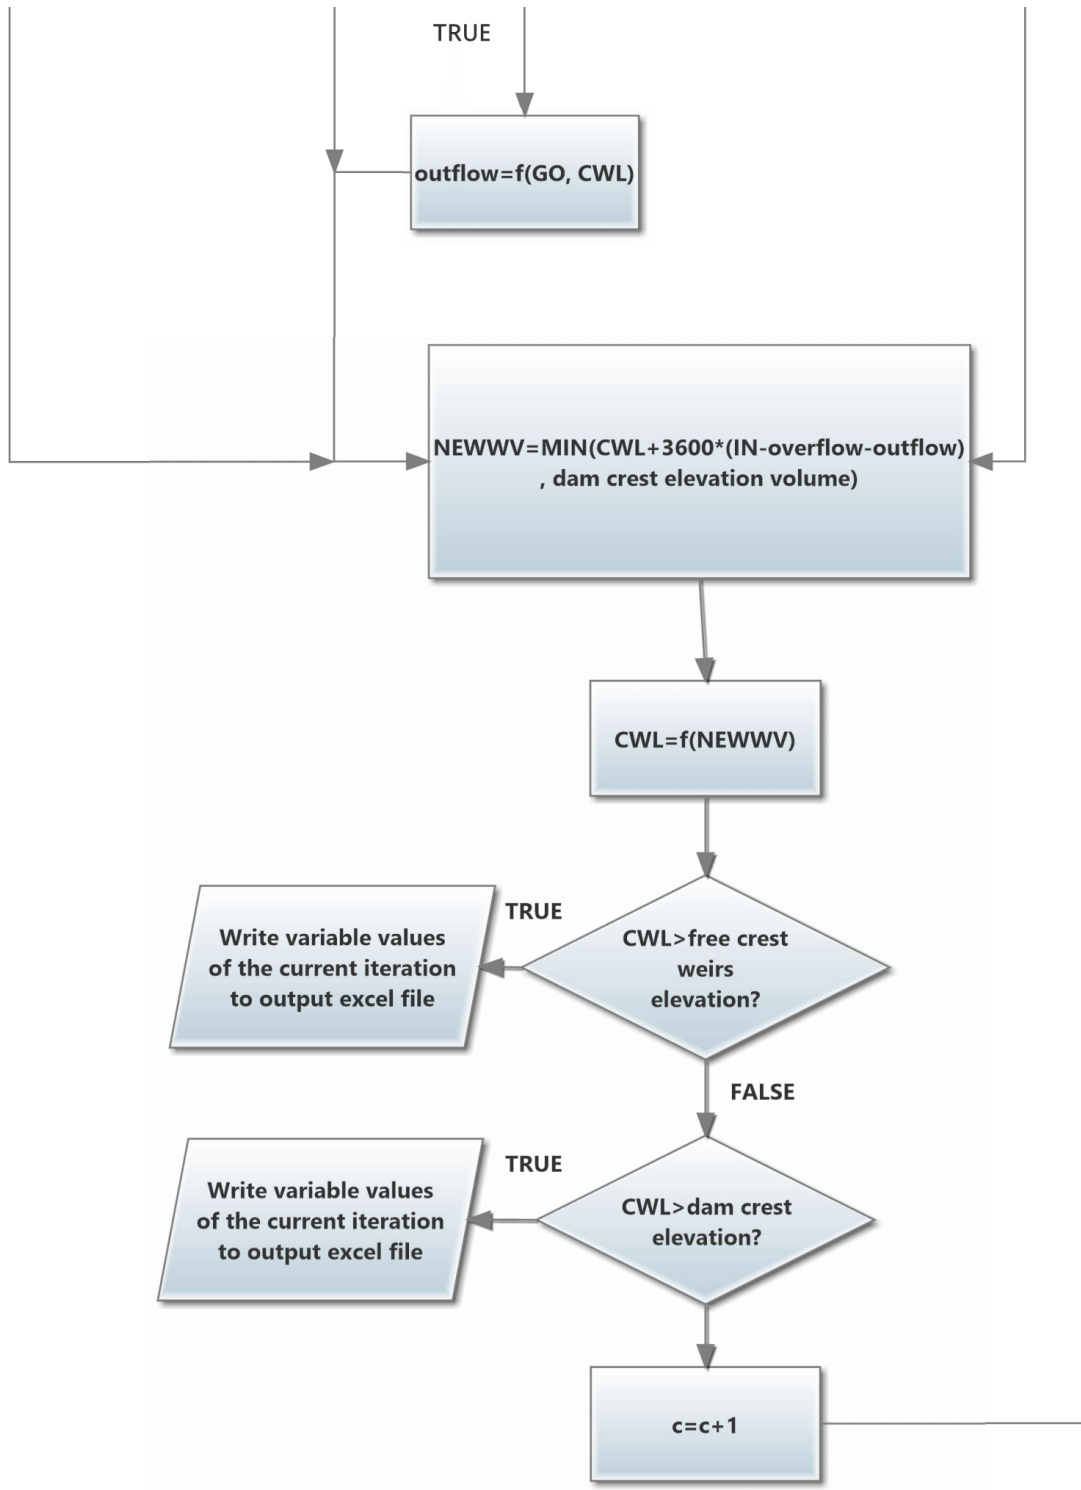 TRUE
outflow=f(GO, CWL)
NEWWV=MIN(CWL+3600*(IN-overflow-outflow)
, dam crest elevation volume)
CWL=f(NEWWV)
TRUE
CWL>free crest
weirs
elevation?
Write variable values
of the current iteration
to output excel file
FALSE
TRUE
CWL>dam crest
elevation?
Write variable values
of the current iteration
to output excel file
c=c+1